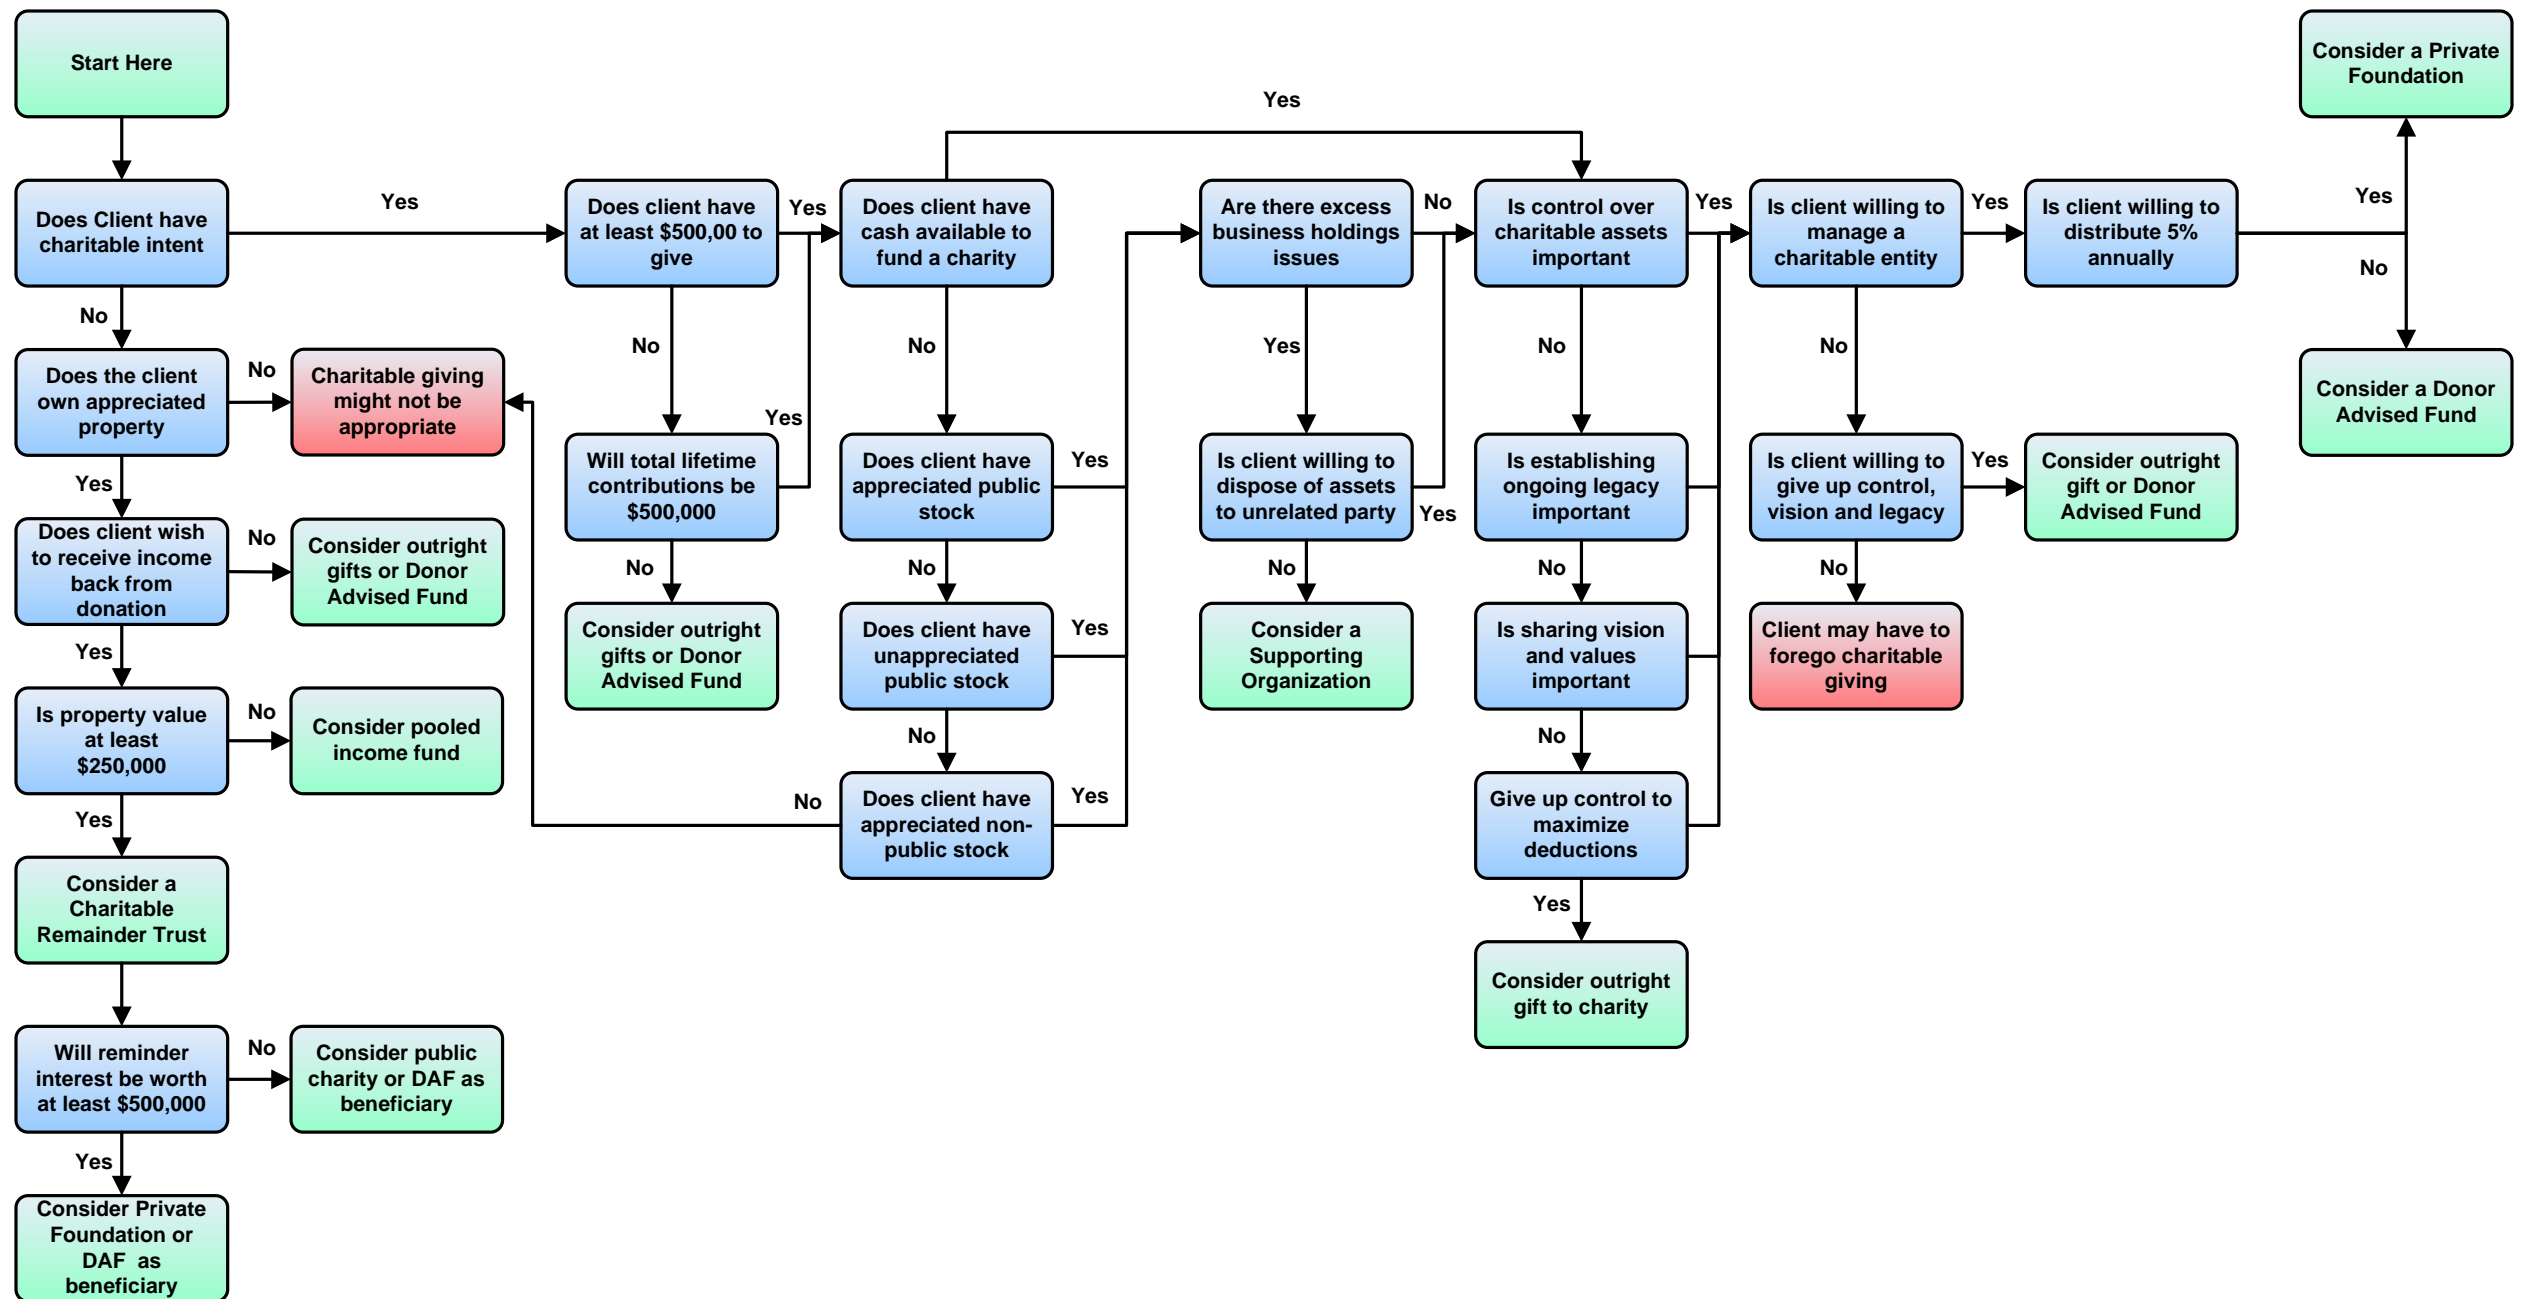 Start Here
Consider a Private
Foundation
Yes
Does Client have
charitable intent
Yes
Does client have
at least $500,00 to
give
Yes
Does client have
cash available to
fund a charity
Are there excess
business holdings
issues
No
Is control over
charitable assets
important
Yes
Is client willing to
manage a
charitable entity
Yes
Is client willing to
distribute 5%
annually
Yes
No
Consider a Donor
Advised Fund
No
Does the client
own appreciated
property
No
Charitable giving
might not be
appropriate
No
Yes
No
Yes
No
No
Yes
Will total lifetime
contributions be
$500,000
Does client have
appreciated public
stock
Yes
Is client willing to
dispose of assets
to unrelated party
Yes
Is establishing
ongoing legacy
important
Is client willing to
give up control,
vision and legacy
Yes
Consider outright
gift or Donor
Advised Fund
Does client wish
to receive income
back from
donation
No
Consider outright
gifts or Donor
Advised Fund
No
No
No
No
No
Yes
Consider outright
gifts or Donor
Advised Fund
Does client have
unappreciated
public stock
Yes
Consider a
Supporting
Organization
Is sharing vision
and values
important
Client may have to
forego charitable
giving
Is property value
at least
$250,000
No
Consider pooled
income fund
No
No
Yes
No
Does client have
appreciated non-
public stock
Yes
Give up control to
maximize
deductions
Consider a
Charitable
Remainder Trust
Yes
Consider outright
gift to charity
Will reminder
interest be worth
at least $500,000
No
Consider public
charity or DAF as
beneficiary
Yes
Consider Private
Foundation or
DAF as
beneficiary